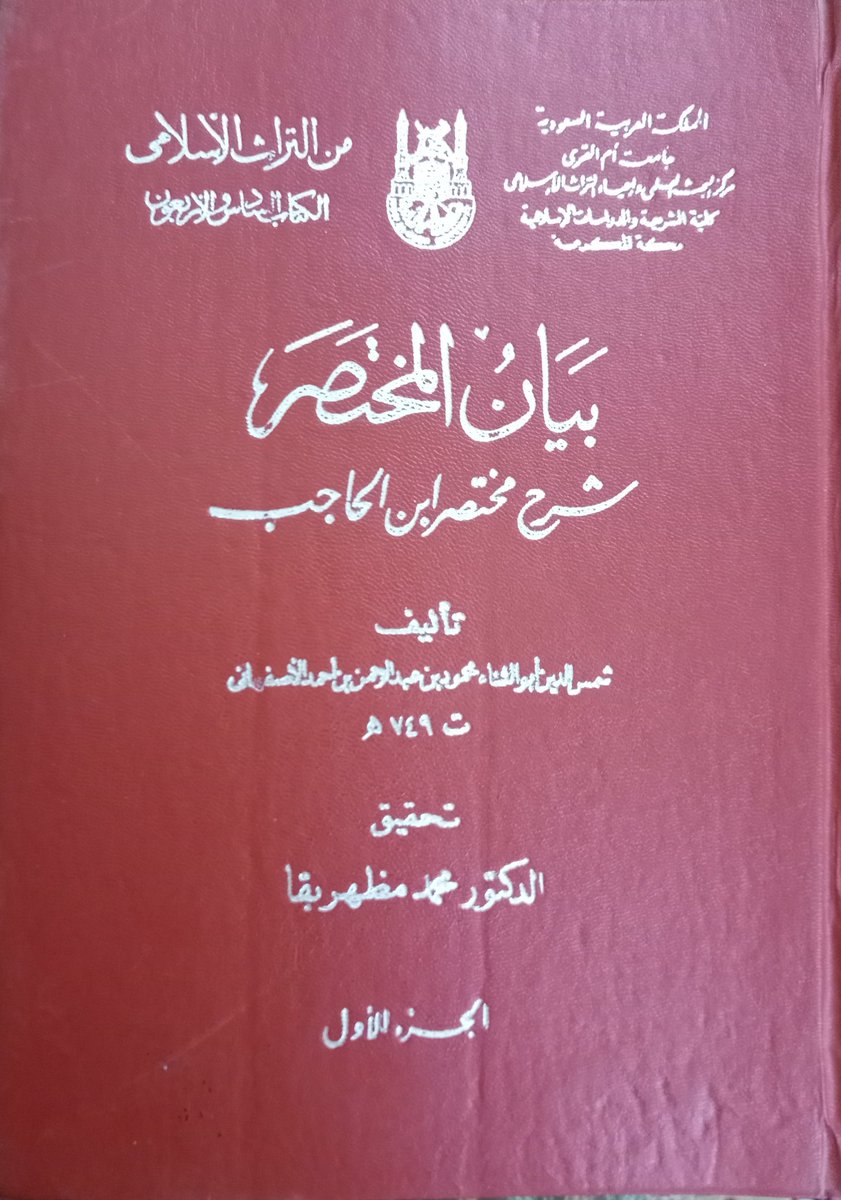 المملكة العربية السعودية
جامعة أم القرى
مركز البحث العلمي وإحياء التراث الإسلامي
كلية الشريعة والدراسات الإسلامية
مكة المكرمة
من التراث الإسلامي
الكتاب السادس والأربعون
بَيَانُ المختصَر
شرح مختصر ابن الحاجب
تأليف
شمس الدين أبو الثناء محمود بن عبد الرحمن بن أحمد الأصفهاني
ت ٧٤٩ هـ
تحقيق
الدكتور محمد مظهر بقا
الجزء الأول